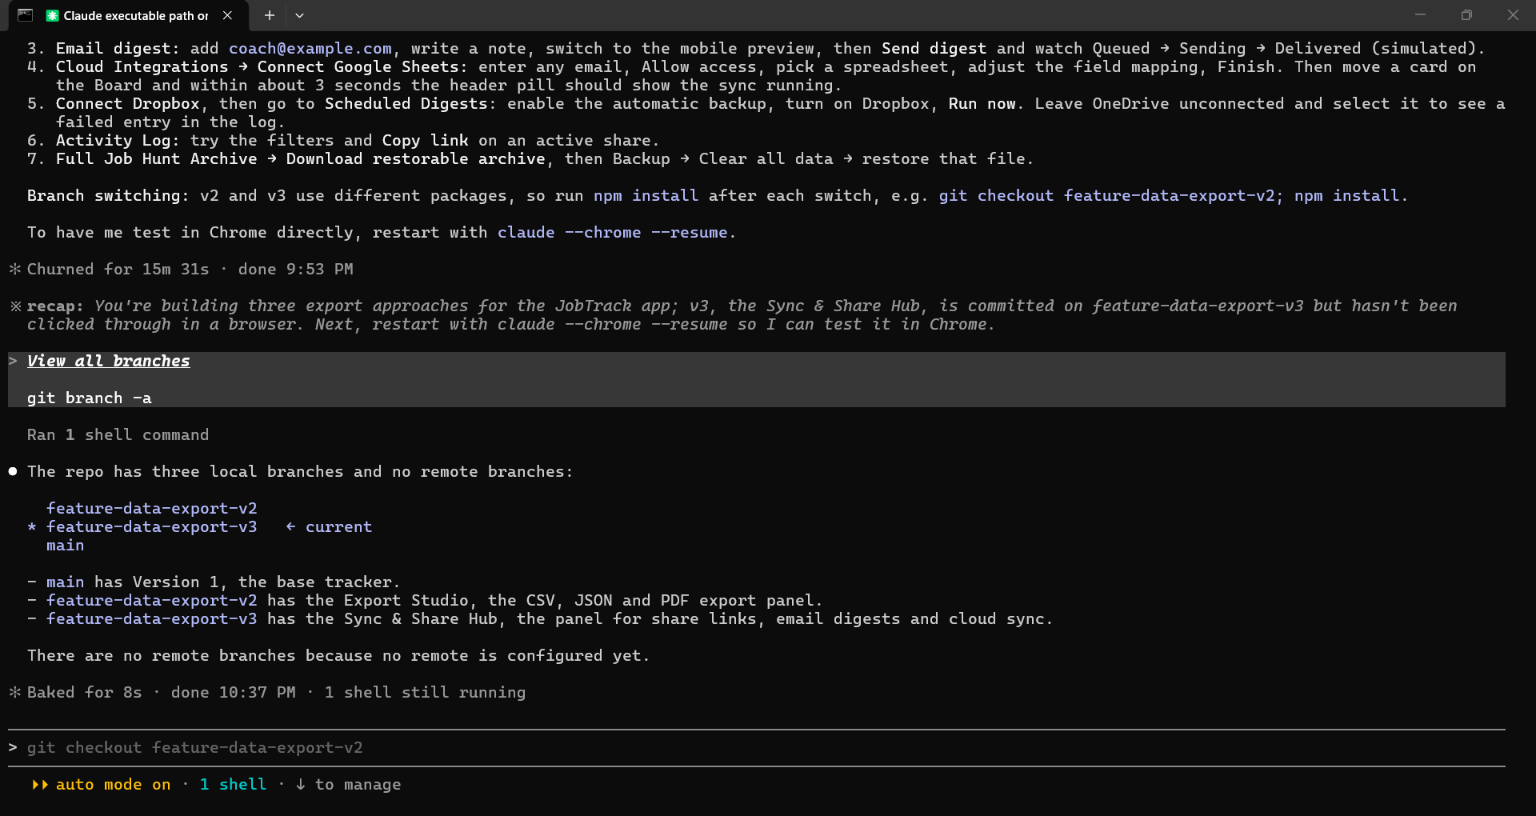 Claude executable path or
3. Email digest: add coach@example.com, write a note, switch to the mobile preview, then Send digest and watch Queued → Sending → Delivered (simulated).
4. Cloud Integrations → Connect Google Sheets: enter any email, Allow access, pick a spreadsheet, adjust the field mapping, Finish. Then move a card on
the Board and within about 3 seconds the header pill should show the sync running.
5. Connect Dropbox, then go to Scheduled Digests: enable the automatic backup, turn on Dropbox, Run now. Leave OneDrive unconnected and select it to see a
failed entry in the log.
6. Activity Log: try the filters and Copy link on an active share.
7. Full Job Hunt Archive → Download restorable archive, then Backup → Clear all data → restore that file.
Branch switching: v2 and v3 use different packages, so run npm install after each switch, e.g. git checkout feature-data-export-v2; npm install.
To have me test in Chrome directly, restart with claude --chrome --resume.
✻ Churned for 15m 31s · done 9:53 PM
※ recap: You're building three export approaches for the JobTrack app; v3, the Sync & Share Hub, is committed on feature-data-export-v3 but hasn't been
clicked through in a browser. Next, restart with claude --chrome --resume so I can test it in Chrome.
> View all branches
git branch -a
Ran 1 shell command
● The repo has three local branches and no remote branches:
feature-data-export-v2
* feature-data-export-v3 ← current
main
- main has Version 1, the base tracker.
- feature-data-export-v2 has the Export Studio, the CSV, JSON and PDF export panel.
- feature-data-export-v3 has the Sync & Share Hub, the panel for share links, email digests and cloud sync.
There are no remote branches because no remote is configured yet.
✻ Baked for 8s · done 10:37 PM · 1 shell still running
> git checkout feature-data-export-v2
⏵⏵ auto mode on · 1 shell · ↓ to manage